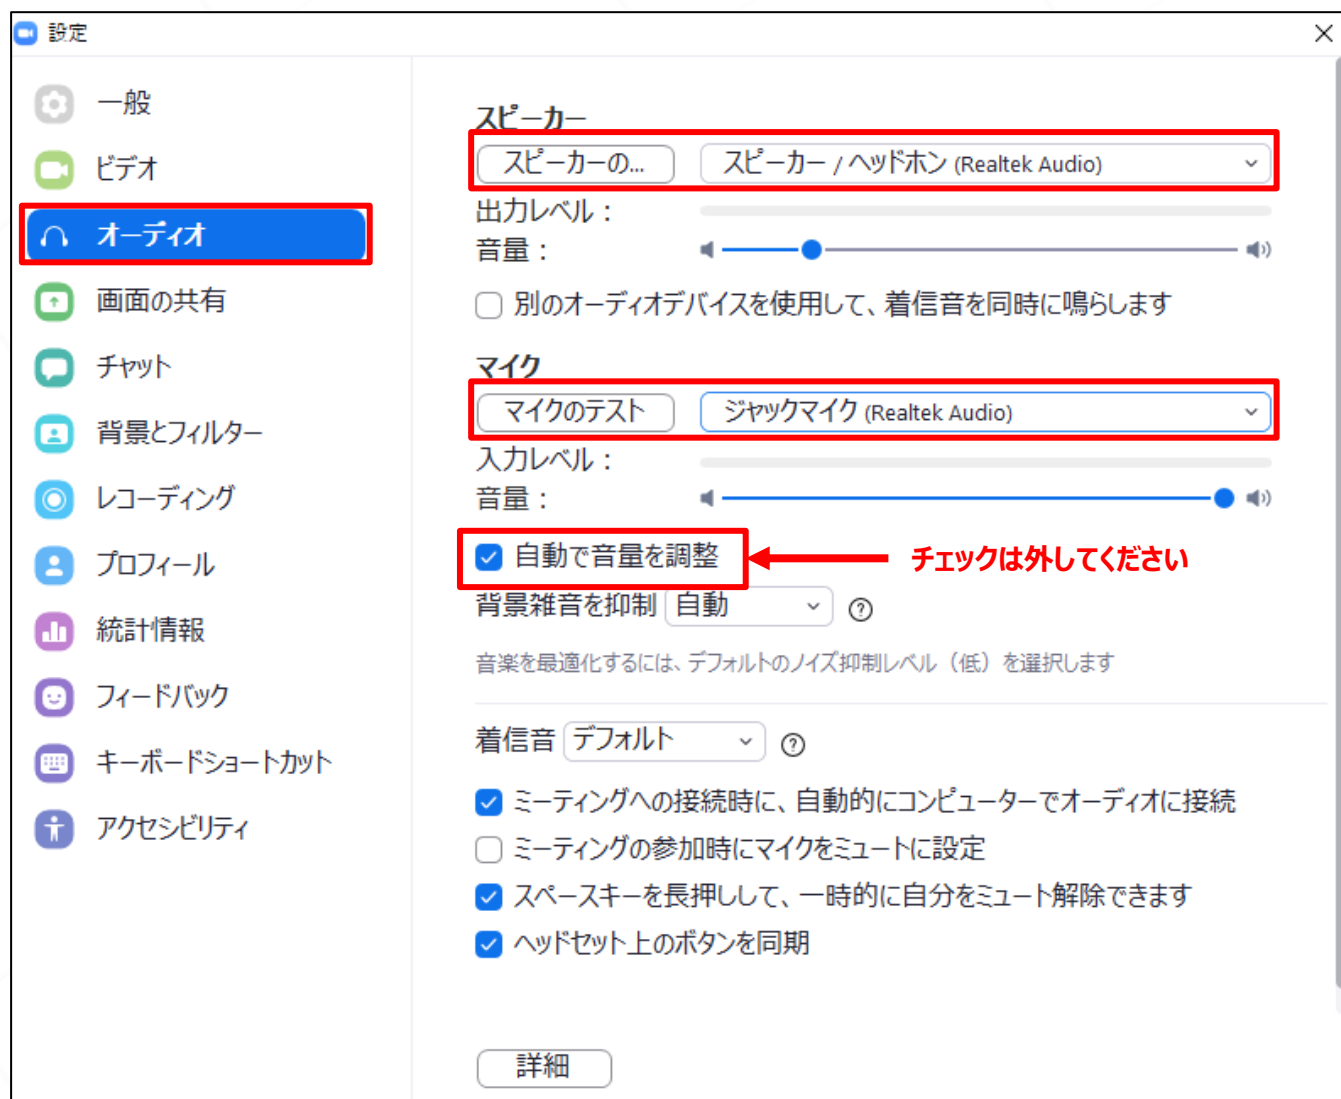 設定
一般
ビデオ
オーディオ
画面の共有
チャット
背景とフィルター
レコーディング
プロフィール
統計情報
フィードバック
キーボードショートカット
アクセシビリティ
スピーカー
スピーカーの... スピーカー / ヘッドホン (Realtek Audio)
出力レベル：
音量：
別のオーディオデバイスを使用して、着信音を同時に鳴らします
マイク
マイクのテスト ジャックマイク (Realtek Audio)
入力レベル：
音量：
自動で音量を調整 チェックは外してください
背景雑音を抑制 自動
音楽を最適化するには、デフォルトのノイズ抑制レベル（低）を選択します
着信音 デフォルト
ミーティングへの接続時に、自動的にコンピューターでオーディオに接続
ミーティングの参加時にマイクをミュートに設定
スペースキーを長押しして、一時的に自分をミュート解除できます
ヘッドセット上のボタンを同期
詳細